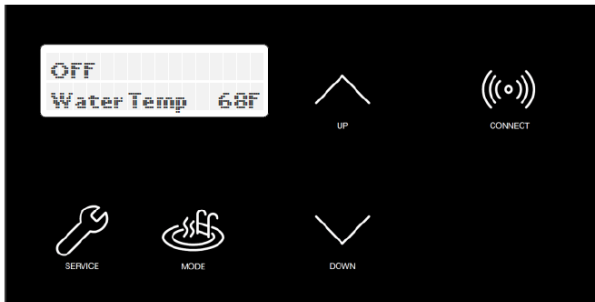 OFF
Water Temp 68F
UP
CONNECT
SERVICE
MODE
DOWN